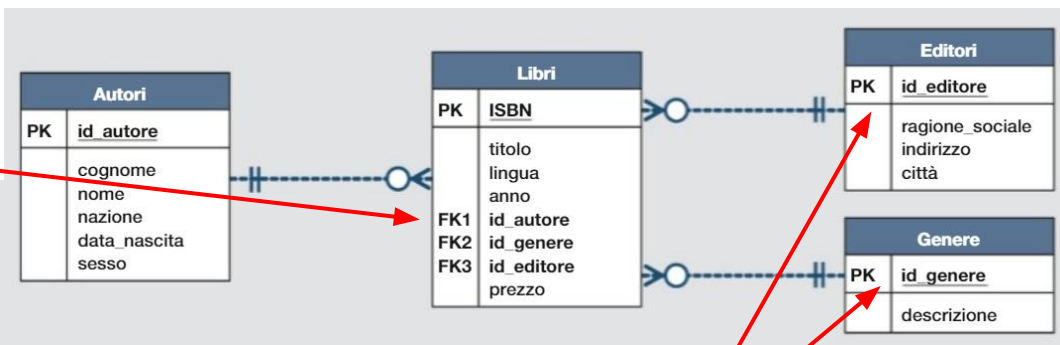 Autori
PK id_autore
cognome
nome
nazione
data_nascita
sesso
Libri
PK ISBN
titolo
lingua
anno
FK1 id_autore
FK2 id_genere
FK3 id_editore
prezzo
Editori
PK id_editore
ragione_sociale
indirizzo
città
Genere
PK id_genere
descrizione